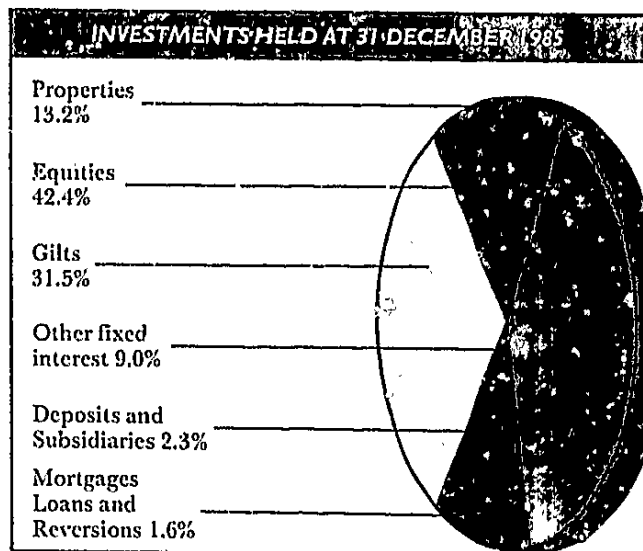 INVESTMENTS HELD AT 31 DECEMBER 1985
Properties
13.2%
Equities
42.4%
Gilts
31.5%
Other fixed
interest 9.0%
Deposits and
Subsidiaries 2.3%
Mortgages
Loans and
Reversions 1.6%